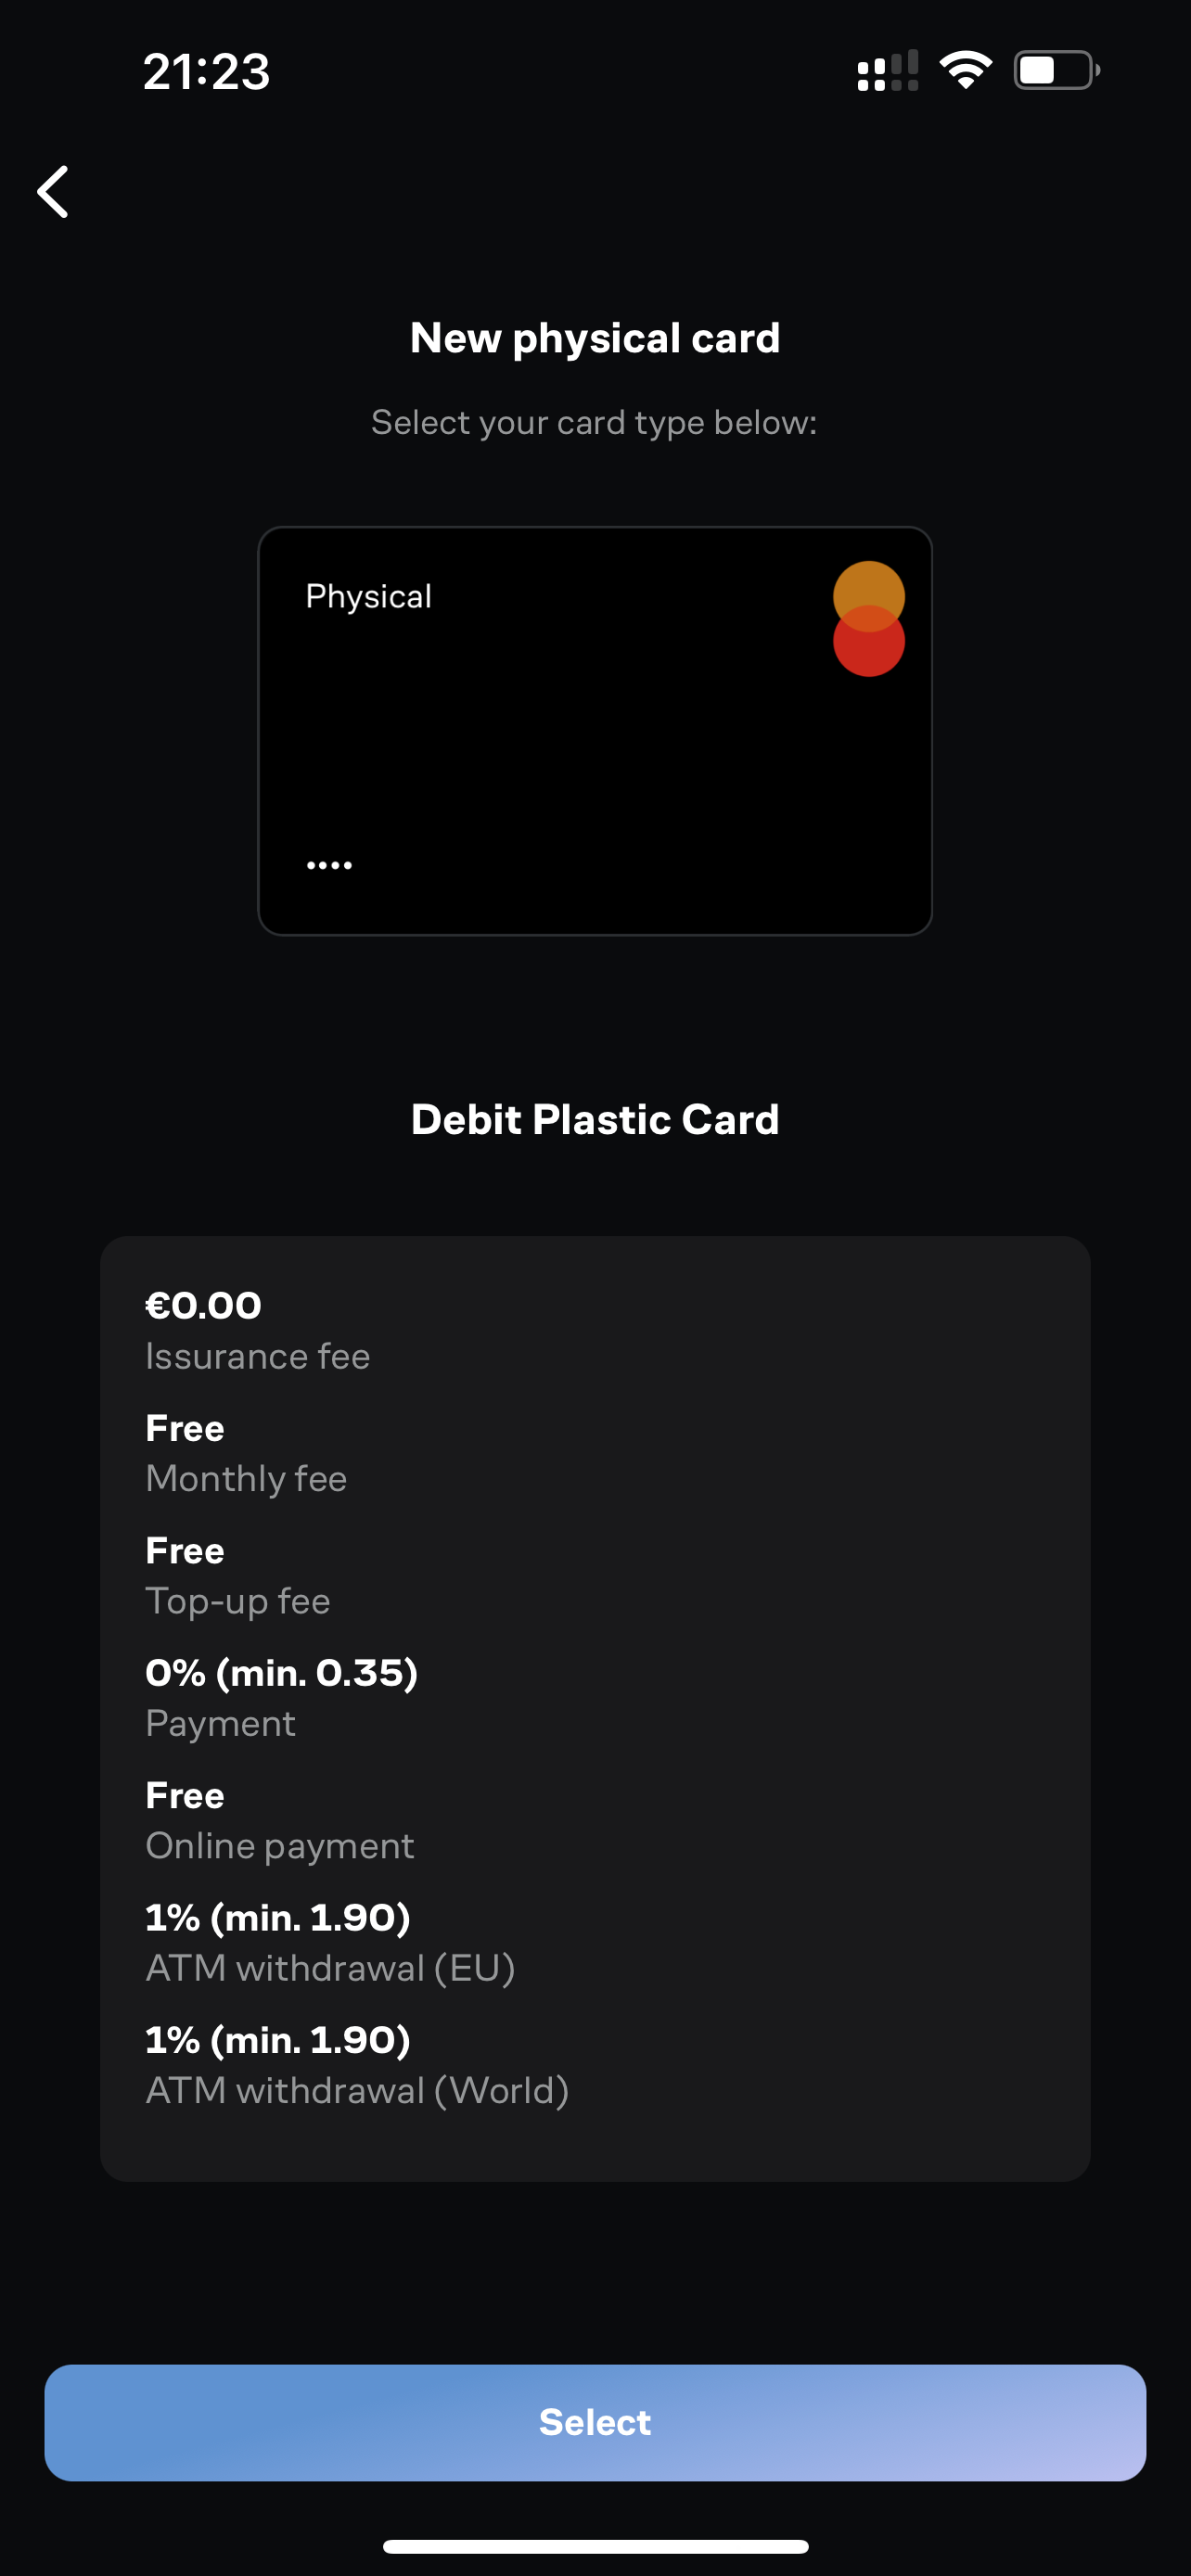 21:23
New physical card
Select your card type below:
Physical
••••
Debit Plastic Card
€0.00
Issurance fee
Free
Monthly fee
Free
Top-up fee
0% (min. 0.35)
Payment
Free
Online payment
1% (min. 1.90)
ATM withdrawal (EU)
1% (min. 1.90)
ATM withdrawal (World)
Select